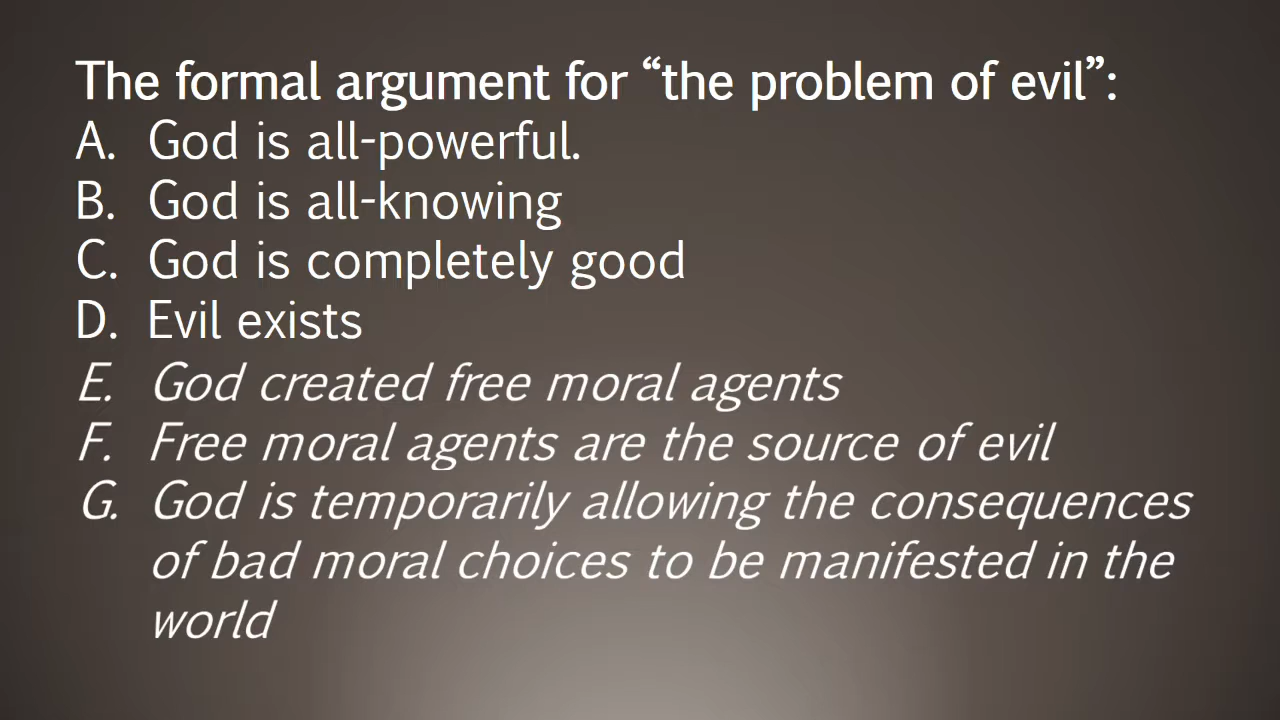 The formal argument for “the problem of evil”:
A. God is all-powerful.
B. God is all-knowing
C. God is completely good
D. Evil exists
E. God created free moral agents
F. Free moral agents are the source of evil
G. God is temporarily allowing the consequences
of bad moral choices to be manifested in the
world